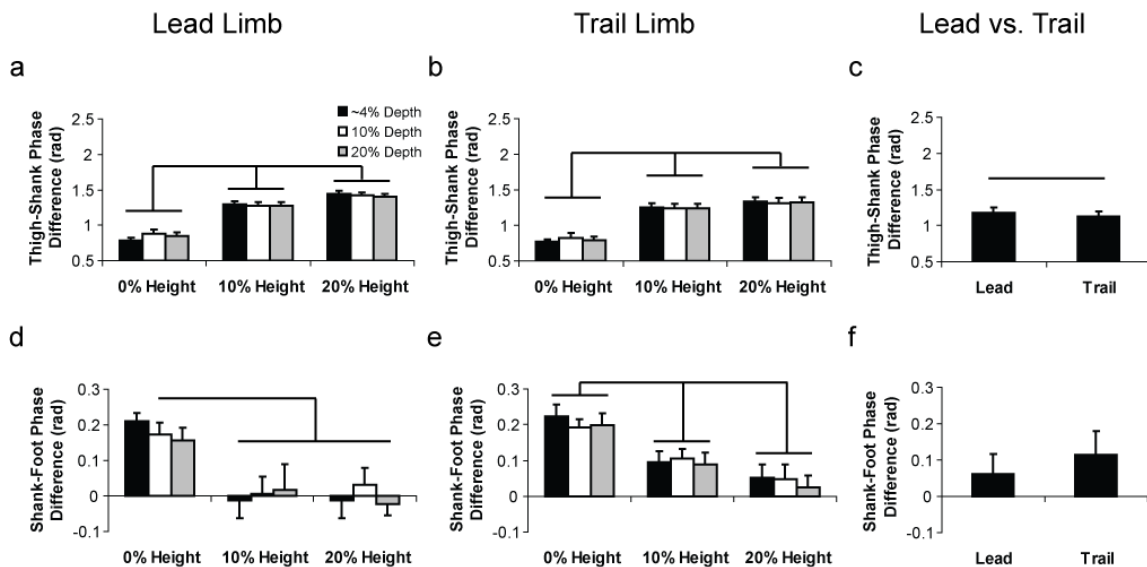 Lead Limb
Trail Limb
Lead vs. Trail
a
Thigh-Shank Phase
Difference (rad)
2.5
2
1.5
1
0.5
~4% Depth
10% Depth
20% Depth
0% Height
10% Height
20% Height
b
Thigh-Shank Phase
Difference (rad)
2.5
2
1.5
1
0.5
0% Height
10% Height
20% Height
c
Thigh-Shank Phase
Difference (rad)
2.5
2
1.5
1
0.5
Lead
Trail
d
Shank-Foot Phase
Difference (rad)
0.3
0.2
0.1
0
-0.1
0% Height
10% Height
20% Height
e
Shank-Foot Phase
Difference (rad)
0.3
0.2
0.1
0
-0.1
0% Height
10% Height
20% Height
f
Shank-Foot Phase
Difference (rad)
0.3
0.2
0.1
0
-0.1
Lead
Trail